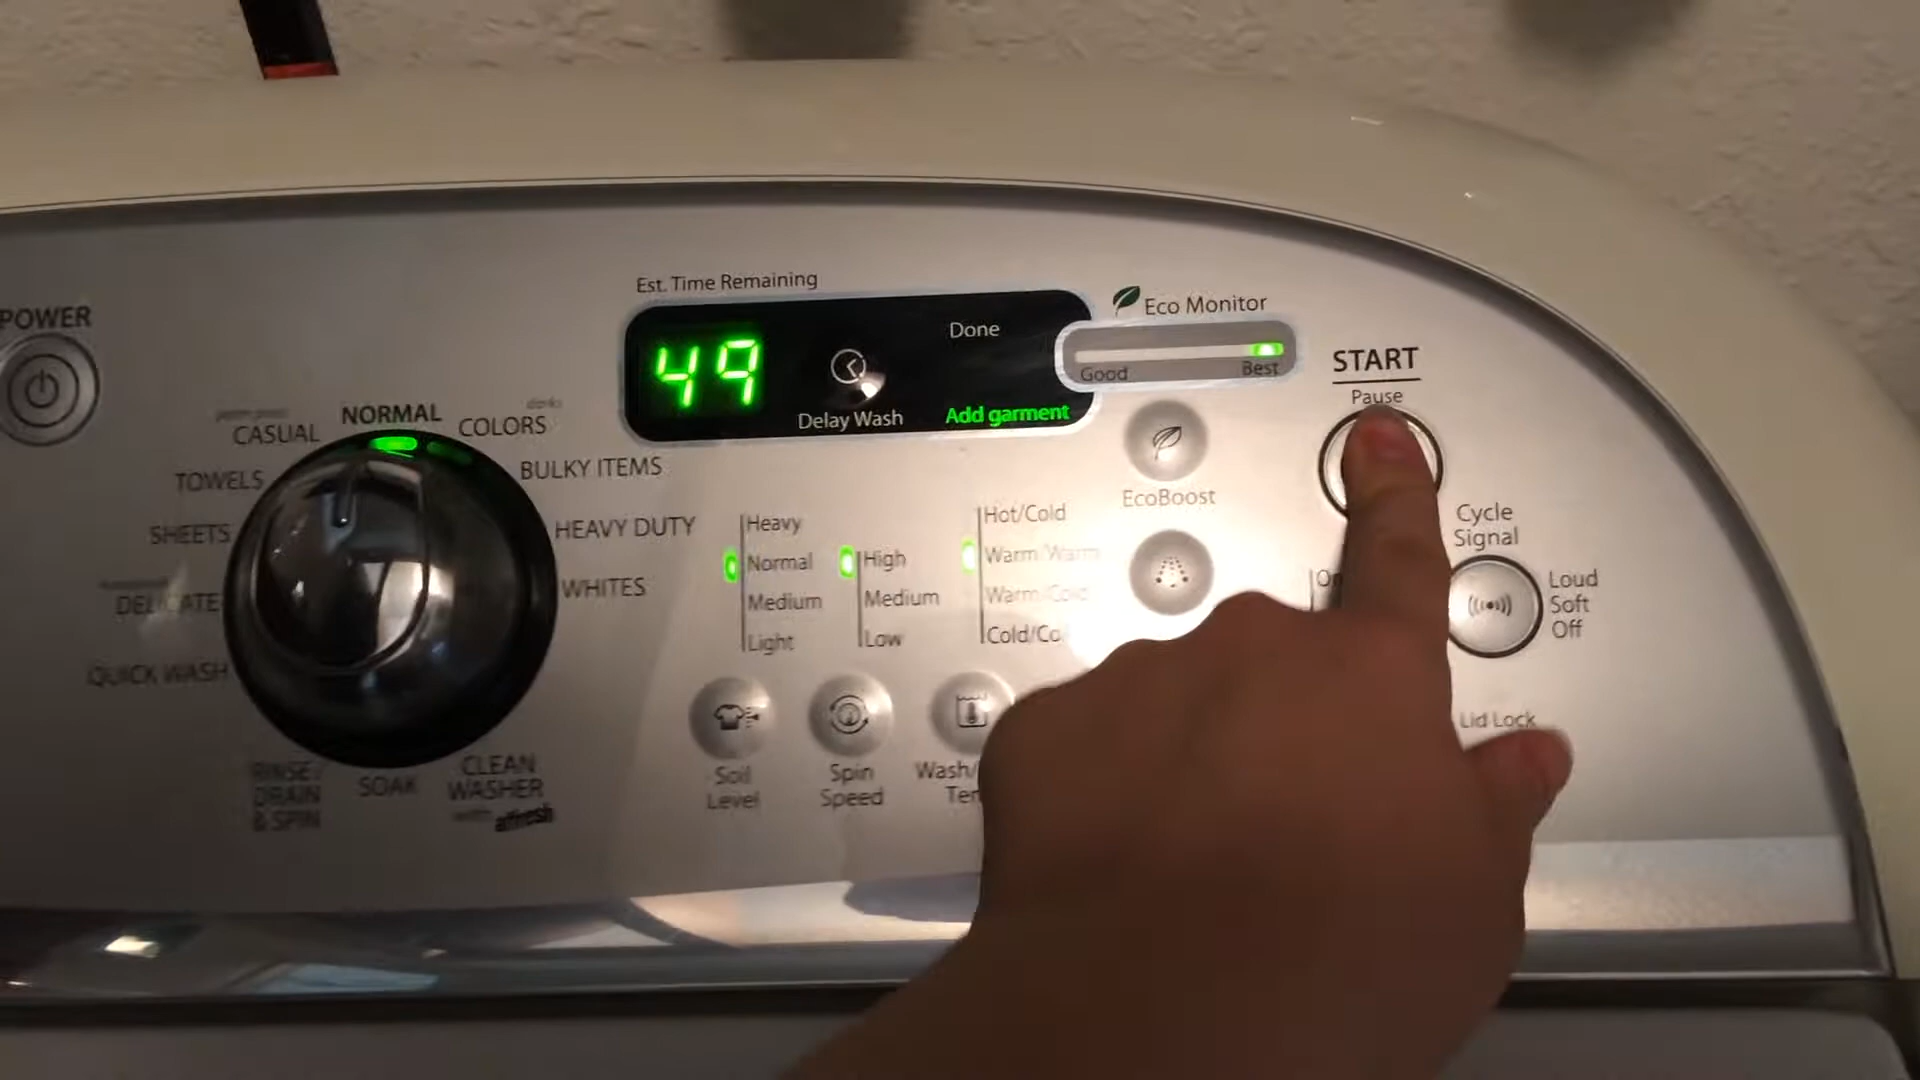 POWER
Est. Time Remaining
49
Delay Wash
Done
Add garment
Eco Monitor
Good
Best
START
Pause
EcoBoost
Cycle
Signal
Loud
Soft
Off
Lid Lock
CASUAL
NORMAL
darks
COLORS
TOWELS
BULKY ITEMS
SHEETS
HEAVY DUTY
DELICATE
WHITES
QUICK WASH
RINSE/
DRAIN
& SPIN
SOAK
CLEAN
WASHER
with affresh
Heavy
Normal
Medium
Light
High
Medium
Low
Hot/Cold
Warm/Warm
Warm/Cold
Cold/Co
Soil
Level
Spin
Speed
Wash/